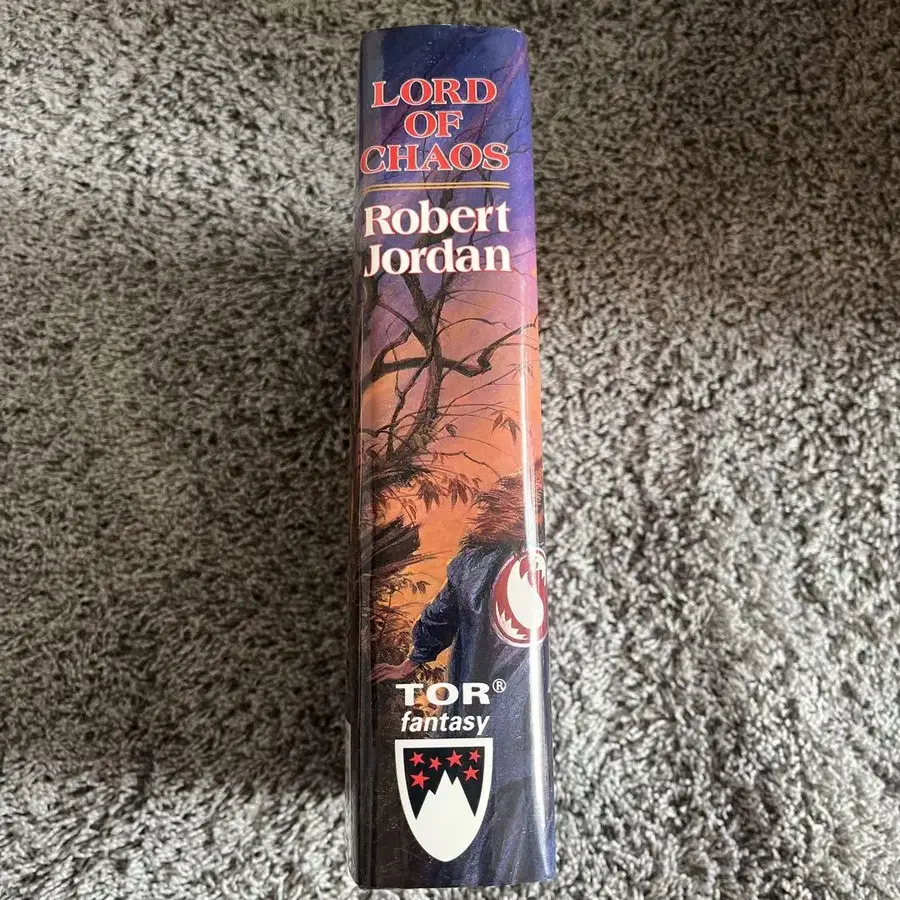 LORD
OF
CHAOS
Robert
Jordan
TOR®
fantasy